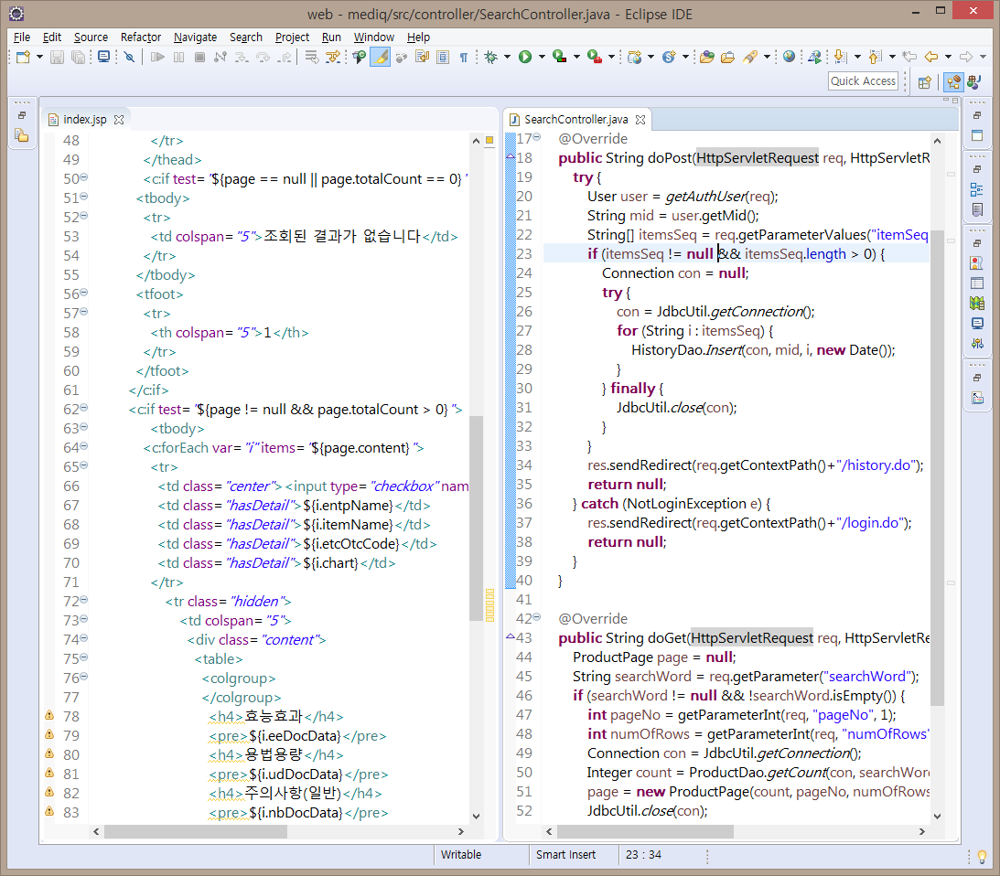 web - mediq/src/controller/SearchController.java - Eclipse IDE
File Edit Source Refactor Navigate Search Project Run Window Help
Quick Access
index.jsp
48 </tr>
49 </thead>
50 <c:if test="${page == null || page.totalCount == 0}"
51 <tbody>
52 <tr>
53 <td colspan="5">조회된 결과가 없습니다</td>
54 </tr>
55 </tbody>
56 <tfoot>
57 <tr>
58 <th colspan="5">1</th>
59 </tr>
60 </tfoot>
61 </c:if>
62 <c:if test="${page != null && page.totalCount > 0}">
63 <tbody>
64 <c:forEach var="i" items="${page.content}">
65 <tr>
66 <td class="center"><input type="checkbox" nam
67 <td class="hasDetail">${i.entpName}</td>
68 <td class="hasDetail">${i.itemName}</td>
69 <td class="hasDetail">${i.etcOtcCode}</td>
70 <td class="hasDetail">${i.chart}</td>
71 </tr>
72 <tr class="hidden">
73 <td colspan="5">
74 <div class="content">
75 <table>
76 <colgroup>
77 </colgroup>
78 <h4>효능효과</h4>
79 <pre>${i.eeDocData}</pre>
80 <h4>용법용량</h4>
81 <pre>${i.udDocData}</pre>
82 <h4>주의사항(일반)</h4>
83 <pre>${i.nbDocData}</pre>
SearchController.java
17 @Override
18 public String doPost(HttpServletRequest req, HttpServletR
19 try {
20 User user = getAuthUser(req);
21 String mid = user.getMid();
22 String[] itemsSeq = req.getParameterValues("itemSeq
23 if (itemsSeq != null && itemsSeq.length > 0) {
24 Connection con = null;
25 try {
26 con = JdbcUtil.getConnection();
27 for (String i : itemsSeq) {
28 HistoryDao.Insert(con, mid, i, new Date());
29 }
30 } finally {
31 JdbcUtil.close(con);
32 }
33 }
34 res.sendRedirect(req.getContextPath()+"/history.do");
35 return null;
36 } catch (NotLoginException e) {
37 res.sendRedirect(req.getContextPath()+"/login.do");
38 return null;
39 }
40 }
41
42 @Override
43 public String doGet(HttpServletRequest req, HttpServletRe
44 ProductPage page = null;
45 String searchWord = req.getParameter("searchWord");
46 if (searchWord != null && !searchWord.isEmpty()) {
47 int pageNo = getParameterInt(req, "pageNo", 1);
48 int numOfRows = getParameterInt(req, "numOfRows"
49 Connection con = JdbcUtil.getConnection();
50 Integer count = ProductDao.getCount(con, searchWord
51 page = new ProductPage(count, pageNo, numOfRows
52 JdbcUtil.close(con);
Writable Smart Insert 23 : 34